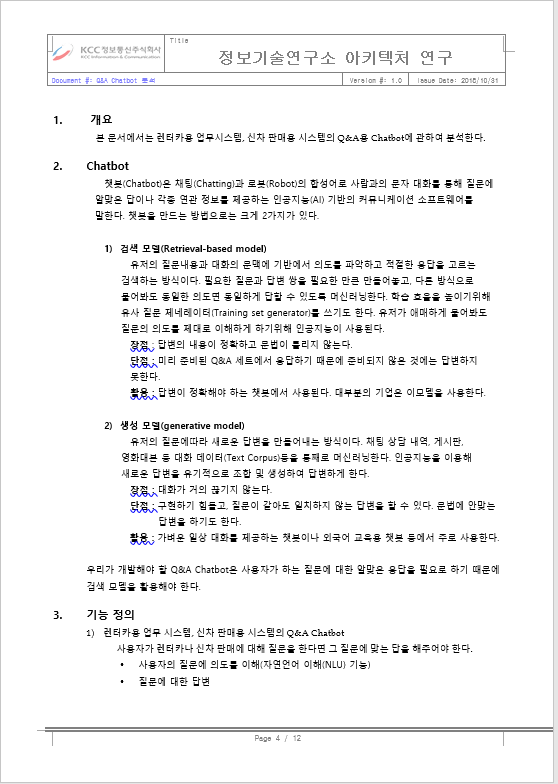 KCC정보통신주식회사
KCC Information & Communication
Title
정보기술연구소 아키텍처 연구
Document #: Q&A Chatbot 분석
Version #: 1.0
Issue Date: 2016/10/31
1. 개요
본 문서에서는 렌터카용 업무시스템, 신차 판매용 시스템의 Q&A용 Chatbot에 관하여 분석한다.
2. Chatbot
챗봇(Chatbot)은 채팅(Chatting)과 로봇(Robot)의 합성어로 사람과의 문자 대화를 통해 질문에
알맞은 답이나 각종 연관 정보를 제공하는 인공지능(AI) 기반의 커뮤니케이션 소프트웨어를
말한다. 챗봇을 만드는 방법으로는 크게 2가지가 있다.
1) 검색 모델(Retrieval-based model)
유저의 질문내용과 대화의 문맥에 기반에서 의도를 파악하고 적절한 응답을 고르는
검색하는 방식이다. 필요한 질문과 답변 쌍을 필요한 만큼 만들어놓고, 다른 방식으로
물어봐도 동일한 의도면 동일하게 답할 수 있도록 머신러닝한다. 학습 효율을 높이기위해
유사 질문 제네레이터(Training set generator)를 쓰기도 한다. 유저가 애매하게 물어봐도
질문의 의도를 제대로 이해하게 하기위해 인공지능이 사용된다.
장점 : 답변의 내용이 정확하고 문법이 틀리지 않는다.
단점 : 미리 준비된 Q&A 세트에서 응답하기 때문에 준비되지 않은 것에는 답변하지
못한다.
활용 : 답변이 정확해야 하는 챗봇에서 사용된다. 대부분의 기업은 이모델을 사용한다.
2) 생성 모델(generative model)
유저의 질문에따라 새로운 답변을 만들어내는 방식이다. 채팅 상담 내역, 게시판,
영화대본 등 대화 데이터(Text Corpus)등을 통째로 머신러닝한다. 인공지능을 이용해
새로운 답변을 유기적으로 조합 및 생성하여 답변하게 한다.
장점 : 대화가 거의 끊기지 않는다.
단점 : 구현하기 힘들고, 질문이 같아도 일치하지 않는 답변을 할 수 있다. 문법에 안맞는
답변을 하기도 한다.
활용 : 가벼운 일상 대화를 제공하는 챗봇이나 외국어 교육용 챗봇 등에서 주로 사용한다.
우리가 개발해야 할 Q&A Chatbot은 사용자가 하는 질문에 대한 알맞은 응답을 필요로 하기 때문에
검색 모델을 활용해야 한다.
3. 기능 정의
1) 렌터카용 업무 시스템, 신차 판매용 시스템의 Q&A Chatbot
사용자가 렌터카나 신차 판매에 대해 질문을 한다면 그 질문에 맞는 답을 해주어야 한다.
• 사용자의 질문에 의도를 이해(자연언어 이해(NLU) 기능)
• 질문에 대한 답변
Page 4 / 12